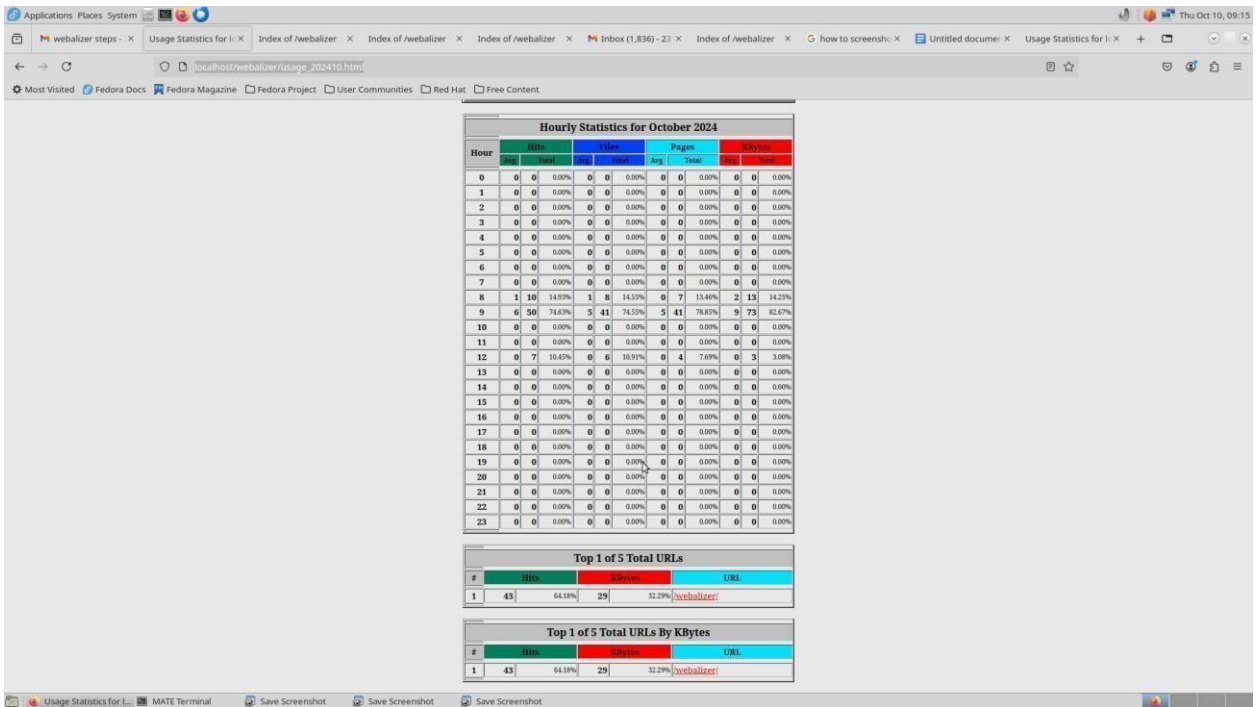 Applications Places System Thu Oct 10, 09:15
webalizer steps - Usage Statistics for lo Index of /webalizer Index of /webalizer Index of /webalizer Inbox (1,836) - 23 Index of /webalizer how to screensho Untitled documen Usage Statistics for lo
localhost/webalizer/usage_202410.html
Most Visited Fedora Docs Fedora Magazine Fedora Project User Communities Red Hat Free Content
Hourly Statistics for October 2024
Hour Hits Files Pages KBytes
Avg Total Avg Total Avg Total Avg Total
0 0 0 0.00% 0 0 0.00% 0 0 0.00% 0 0 0.00%
1 0 0 0.00% 0 0 0.00% 0 0 0.00% 0 0 0.00%
2 0 0 0.00% 0 0 0.00% 0 0 0.00% 0 0 0.00%
3 0 0 0.00% 0 0 0.00% 0 0 0.00% 0 0 0.00%
4 0 0 0.00% 0 0 0.00% 0 0 0.00% 0 0 0.00%
5 0 0 0.00% 0 0 0.00% 0 0 0.00% 0 0 0.00%
6 0 0 0.00% 0 0 0.00% 0 0 0.00% 0 0 0.00%
7 0 0 0.00% 0 0 0.00% 0 0 0.00% 0 0 0.00%
8 1 10 14.93% 1 8 14.55% 0 7 13.46% 2 13 14.25%
9 6 50 74.63% 5 41 74.55% 5 41 78.85% 9 73 82.67%
10 0 0 0.00% 0 0 0.00% 0 0 0.00% 0 0 0.00%
11 0 0 0.00% 0 0 0.00% 0 0 0.00% 0 0 0.00%
12 0 7 10.45% 0 6 10.91% 0 4 7.69% 0 3 3.08%
13 0 0 0.00% 0 0 0.00% 0 0 0.00% 0 0 0.00%
14 0 0 0.00% 0 0 0.00% 0 0 0.00% 0 0 0.00%
15 0 0 0.00% 0 0 0.00% 0 0 0.00% 0 0 0.00%
16 0 0 0.00% 0 0 0.00% 0 0 0.00% 0 0 0.00%
17 0 0 0.00% 0 0 0.00% 0 0 0.00% 0 0 0.00%
18 0 0 0.00% 0 0 0.00% 0 0 0.00% 0 0 0.00%
19 0 0 0.00% 0 0 0.00% 0 0 0.00% 0 0 0.00%
20 0 0 0.00% 0 0 0.00% 0 0 0.00% 0 0 0.00%
21 0 0 0.00% 0 0 0.00% 0 0 0.00% 0 0 0.00%
22 0 0 0.00% 0 0 0.00% 0 0 0.00% 0 0 0.00%
23 0 0 0.00% 0 0 0.00% 0 0 0.00% 0 0 0.00%
Top 1 of 5 Total URLs
# Hits KBytes URL
1 43 64.18% 29 32.29% /webalizer/
Top 1 of 5 Total URLs By KBytes
# Hits KBytes URL
1 43 64.18% 29 32.29% /webalizer/
Usage Statistics for l... MATE Terminal Save Screenshot Save Screenshot Save Screenshot